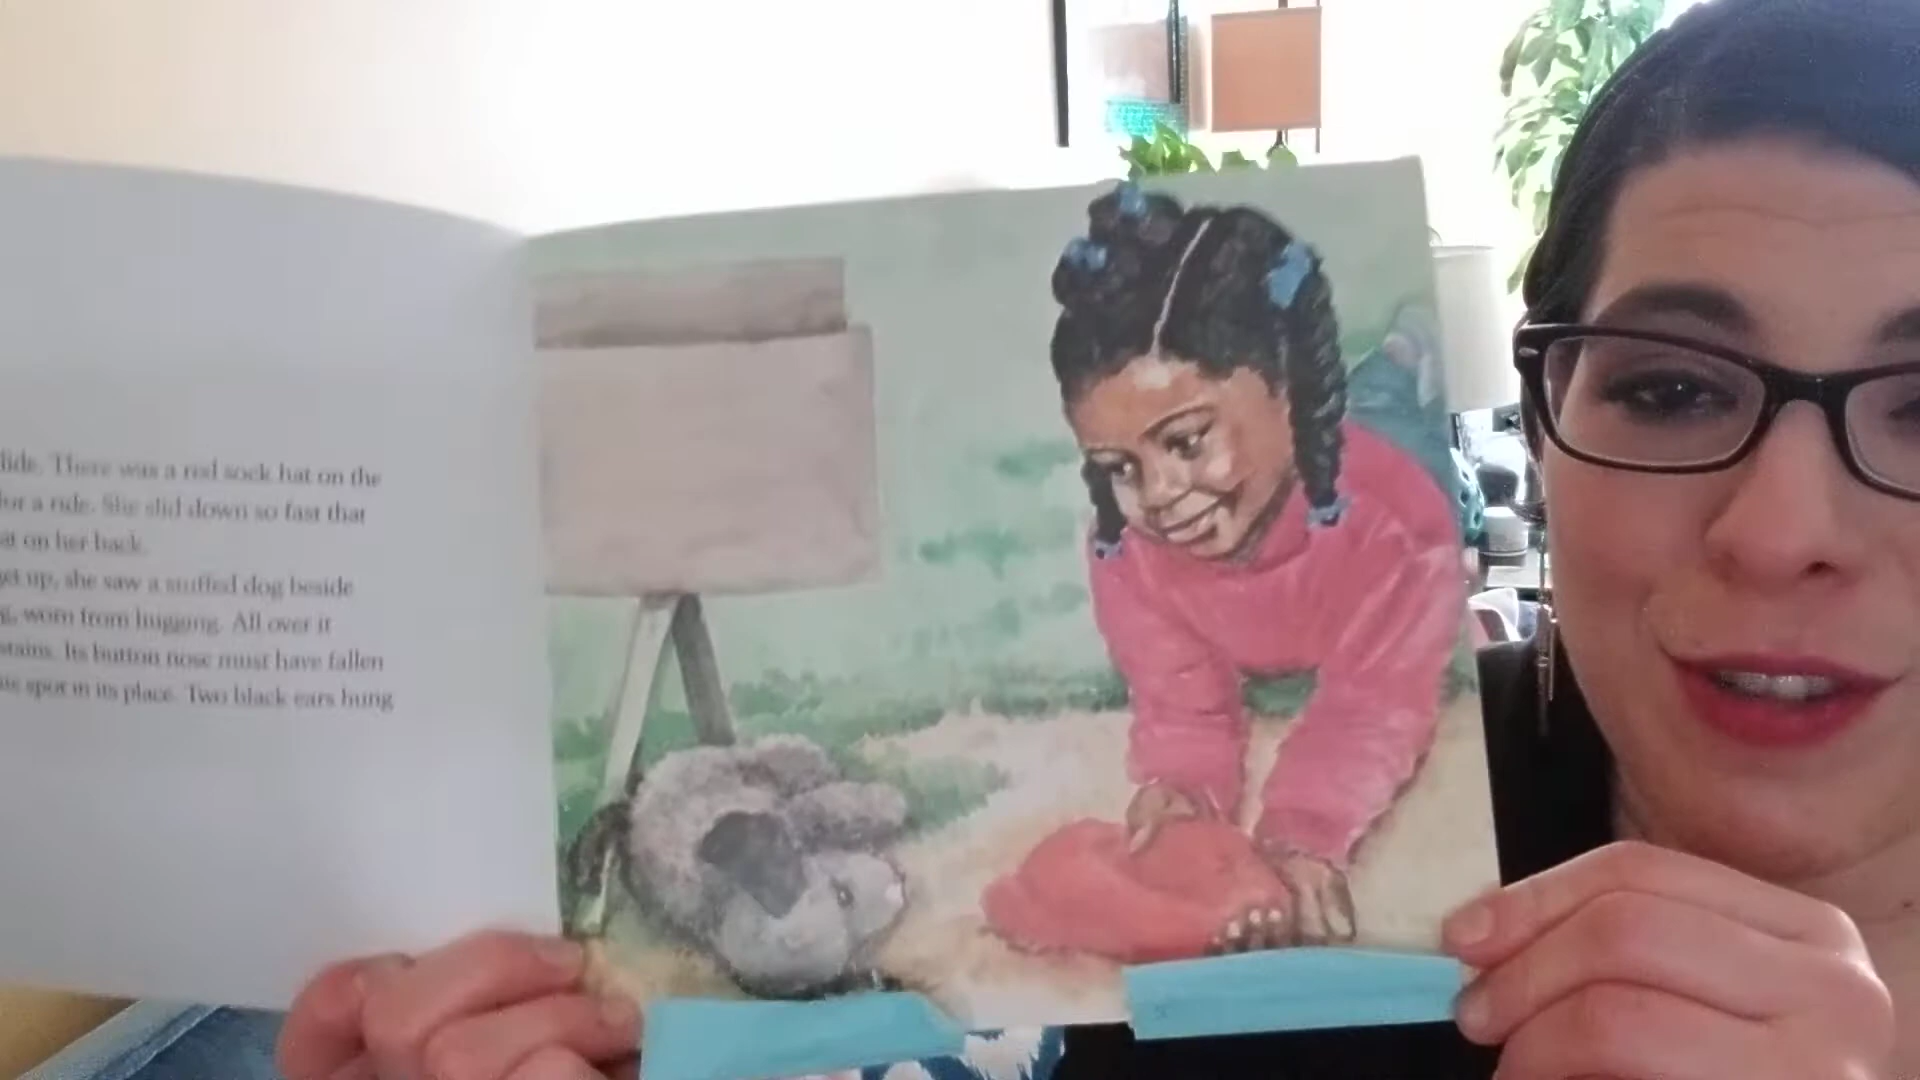 lide. There was a red sock hat on the
for a ride. She slid down so fast that
at on her back.
get up, she saw a stuffed dog beside
g, worn from hugging. All over it
stains. Its button nose must have fallen
spot in its place. Two black ears hung